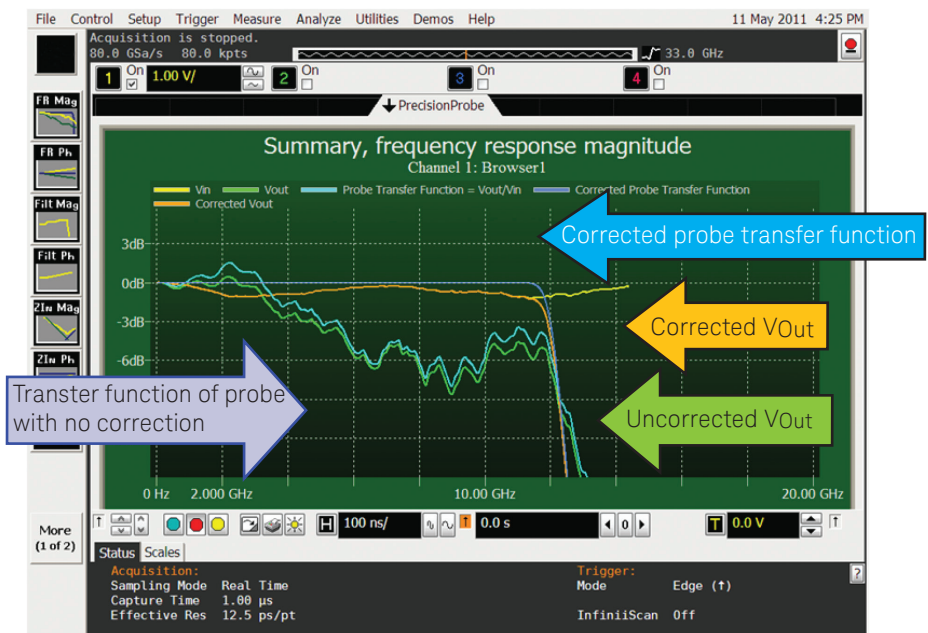 File Control Setup Trigger Measure Analyze Utilities Demos Help 11 May 2011 4:25 PM
Acquisition is stopped.
80.0 GSa/s 80.0 kpts 33.0 GHz
1 On 1.00 V/ 2 On 3 On 4 On
PrecisionProbe
FR Mag
FR Ph
Filt Mag
Filt Ph
ZIn Mag
ZIn Ph
Summary, frequency response magnitude
Channel 1: Browser1
Vin Vout Probe Transfer Function = Vout/Vin Corrected Probe Transfer Function
Corrected Vout
Corrected probe transfer function
3dB
0dB
-3dB
Corrected VOut
-6dB
Transter function of probe
with no correction
Uncorrected VOut
0 Hz 2.000 GHz 10.00 GHz 20.00 GHz
More
(1 of 2)
H 100 ns/ 0.0 s 0 T 0.0 V
Status Scales
Acquisition: Trigger:
Sampling Mode Real Time Mode Edge (↑)
Capture Time 1.00 µs
Effective Res 12.5 ps/pt InfiniiScan Off
?